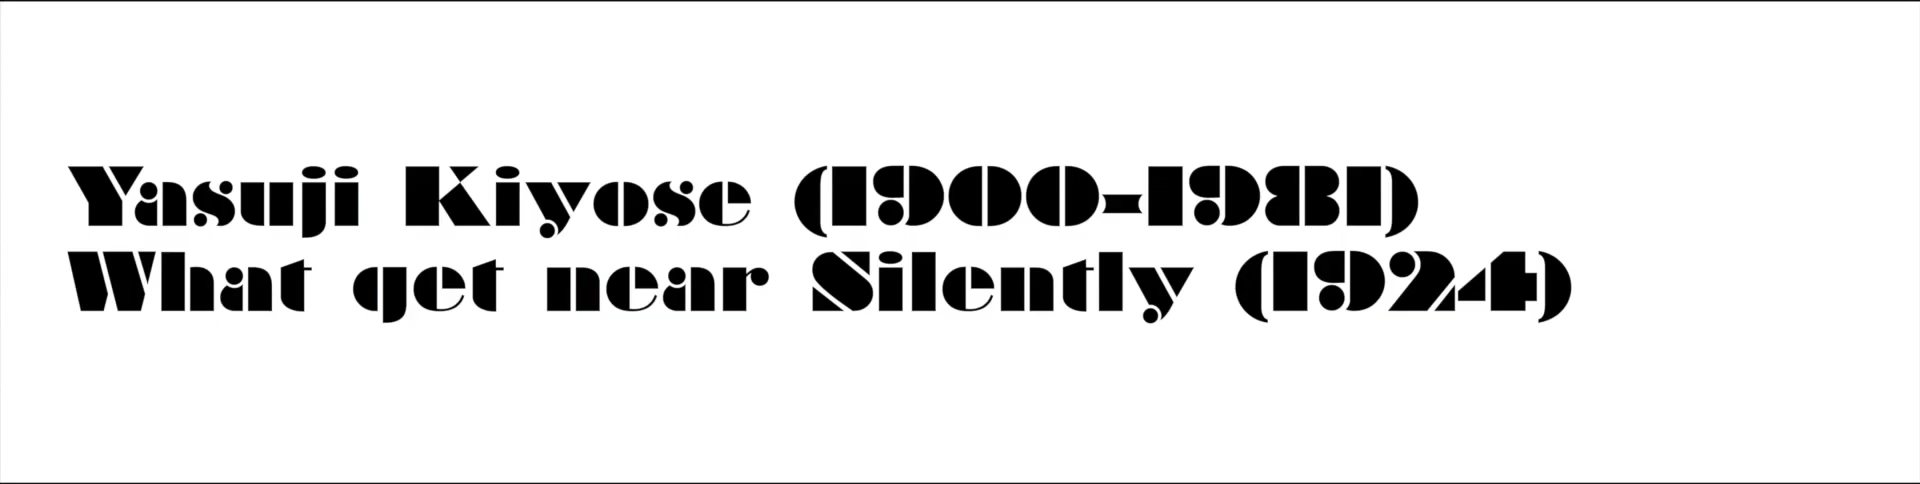 Yasuji Kiyose (1900-1981)
What get near Silently (1924)